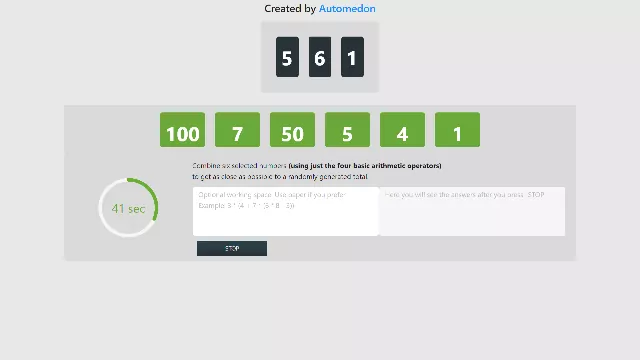 Created by Automedon
5 6 1
100 7 50 5 4 1
Combine six selected numbers (using just the four basic arithmetic operators)
to get as close as possible to a randomly generated total.
41 sec
Optional working space. Use paper if you prefer.
Here you will see the answers after you press STOP
Example: 3 * (4 + 7 * (
STOP